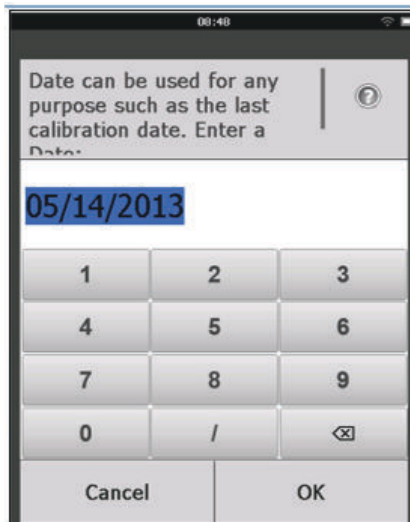 08:48
Date can be used for any
purpose such as the last
calibration date. Enter a
Date:
05/14/2013
1 2 3
4 5 6
7 8 9
0 /
Cancel OK